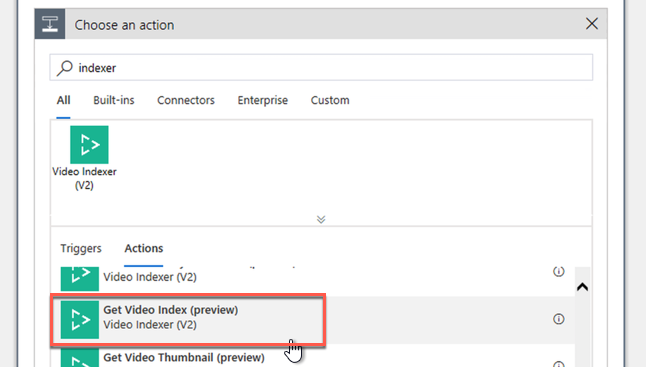 Choose an action
indexer
All Built-ins Connectors Enterprise Custom
Video Indexer
(V2)
Triggers Actions
Video Indexer (V2)
Get Video Index (preview)
Video Indexer (V2)
Get Video Thumbnail (preview)